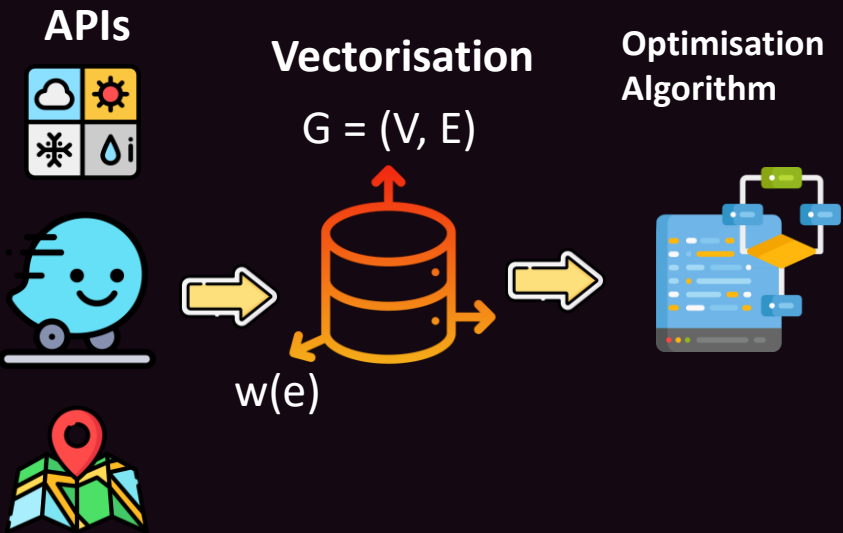 APIs
i
Vectorisation
G = (V, E)
w(e)
Optimisation
Algorithm